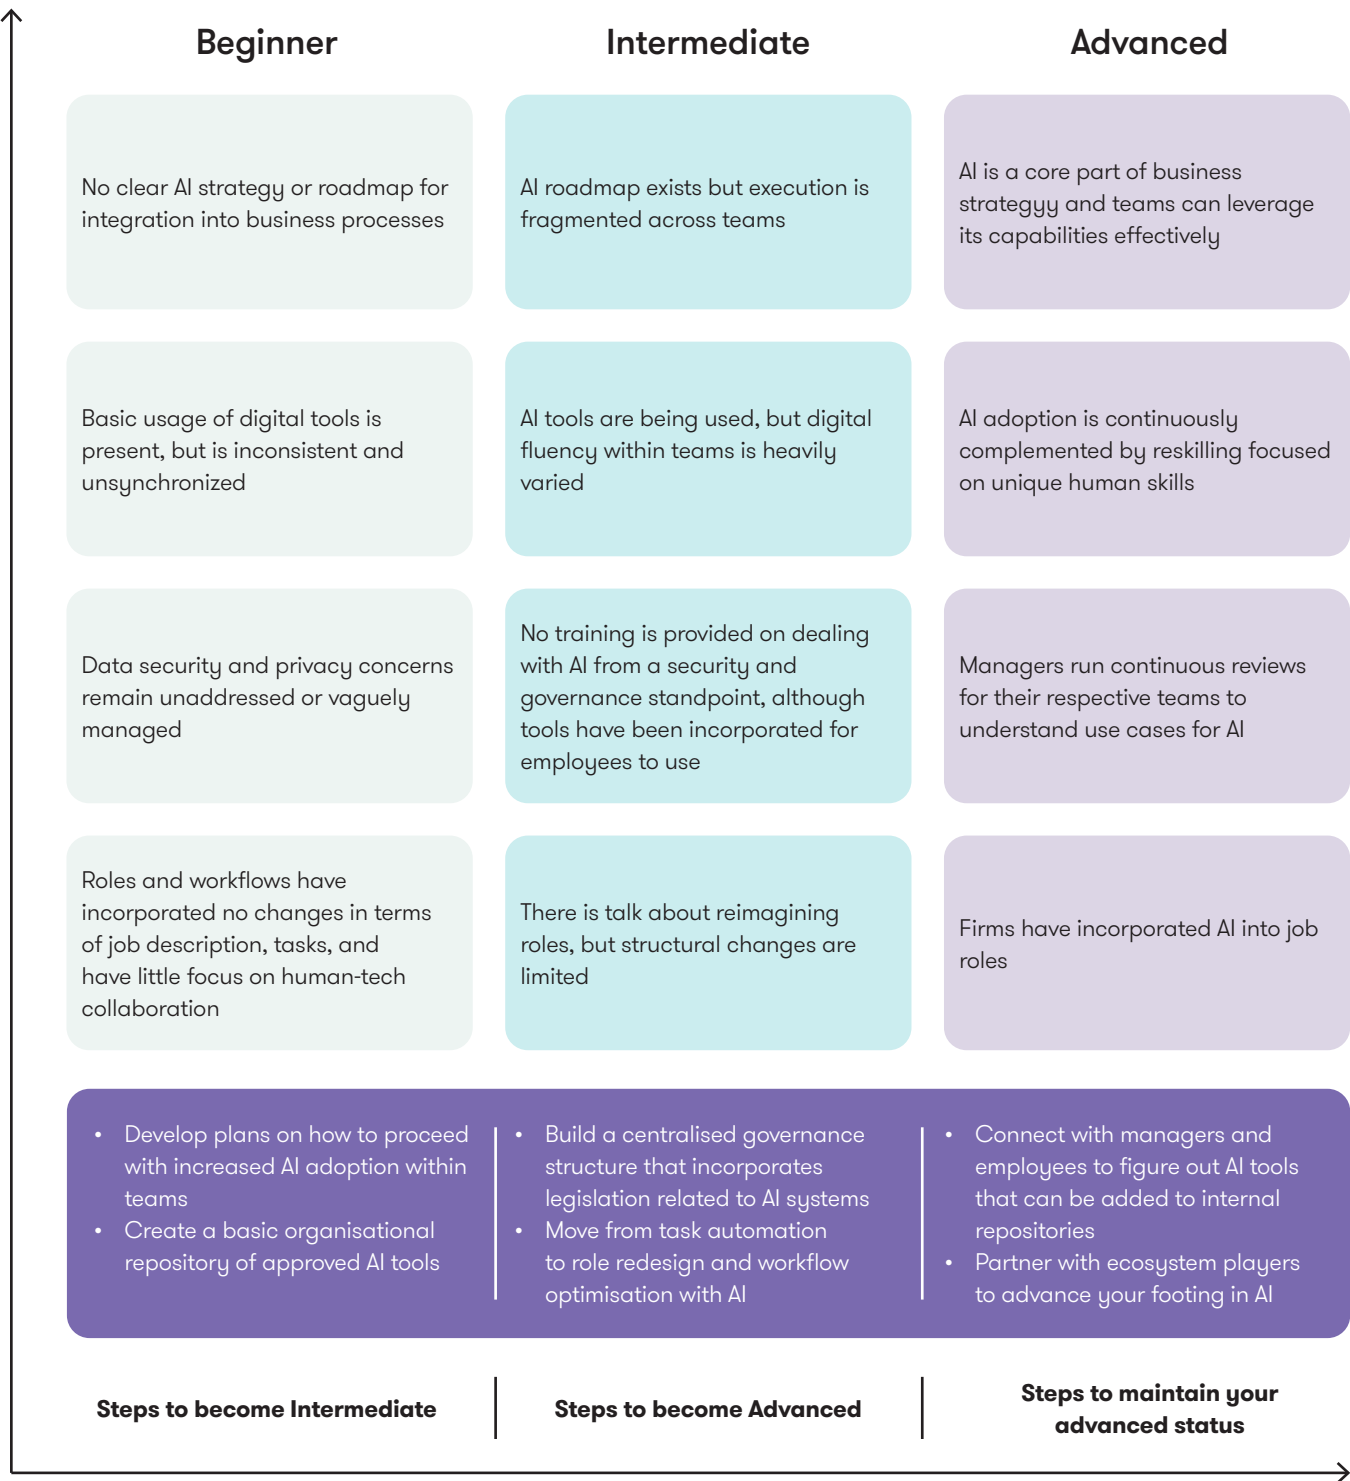 Beginner
Intermediate
Advanced
No clear AI strategy or roadmap for
integration into business processes
AI roadmap exists but execution is
fragmented across teams
AI is a core part of business
strategyy and teams can leverage
its capabilities effectively
Basic usage of digital tools is
present, but is inconsistent and
unsynchronized
AI tools are being used, but digital
fluency within teams is heavily
varied
AI adoption is continuously
complemented by reskilling focused
on unique human skills
Data security and privacy concerns
remain unaddressed or vaguely
managed
No training is provided on dealing
with AI from a security and
governance standpoint, although
tools have been incorporated for
employees to use
Managers run continuous reviews
for their respective teams to
understand use cases for AI
Roles and workflows have
incorporated no changes in terms
of job description, tasks, and
have little focus on human-tech
collaboration
There is talk about reimagining
roles, but structural changes are
limited
Firms have incorporated AI into job
roles
• Develop plans on how to proceed
with increased AI adoption within
teams
• Create a basic organisational
repository of approved AI tools
• Build a centralised governance
structure that incorporates
legislation related to AI systems
• Move from task automation
to role redesign and workflow
optimisation with AI
• Connect with managers and
employees to figure out AI tools
that can be added to internal
repositories
• Partner with ecosystem players
to advance your footing in AI
Steps to become Intermediate
Steps to become Advanced
Steps to maintain your
advanced status